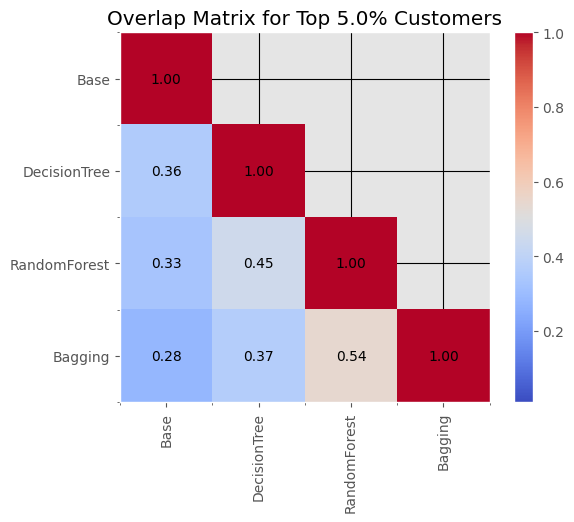 Overlap Matrix for Top 5.0% Customers
Base
DecisionTree
RandomForest
Bagging
1.00
0.36 1.00
0.33 0.45 1.00
0.28 0.37 0.54 1.00
Base
DecisionTree
RandomForest
Bagging
1.0
0.8
0.6
0.4
0.2